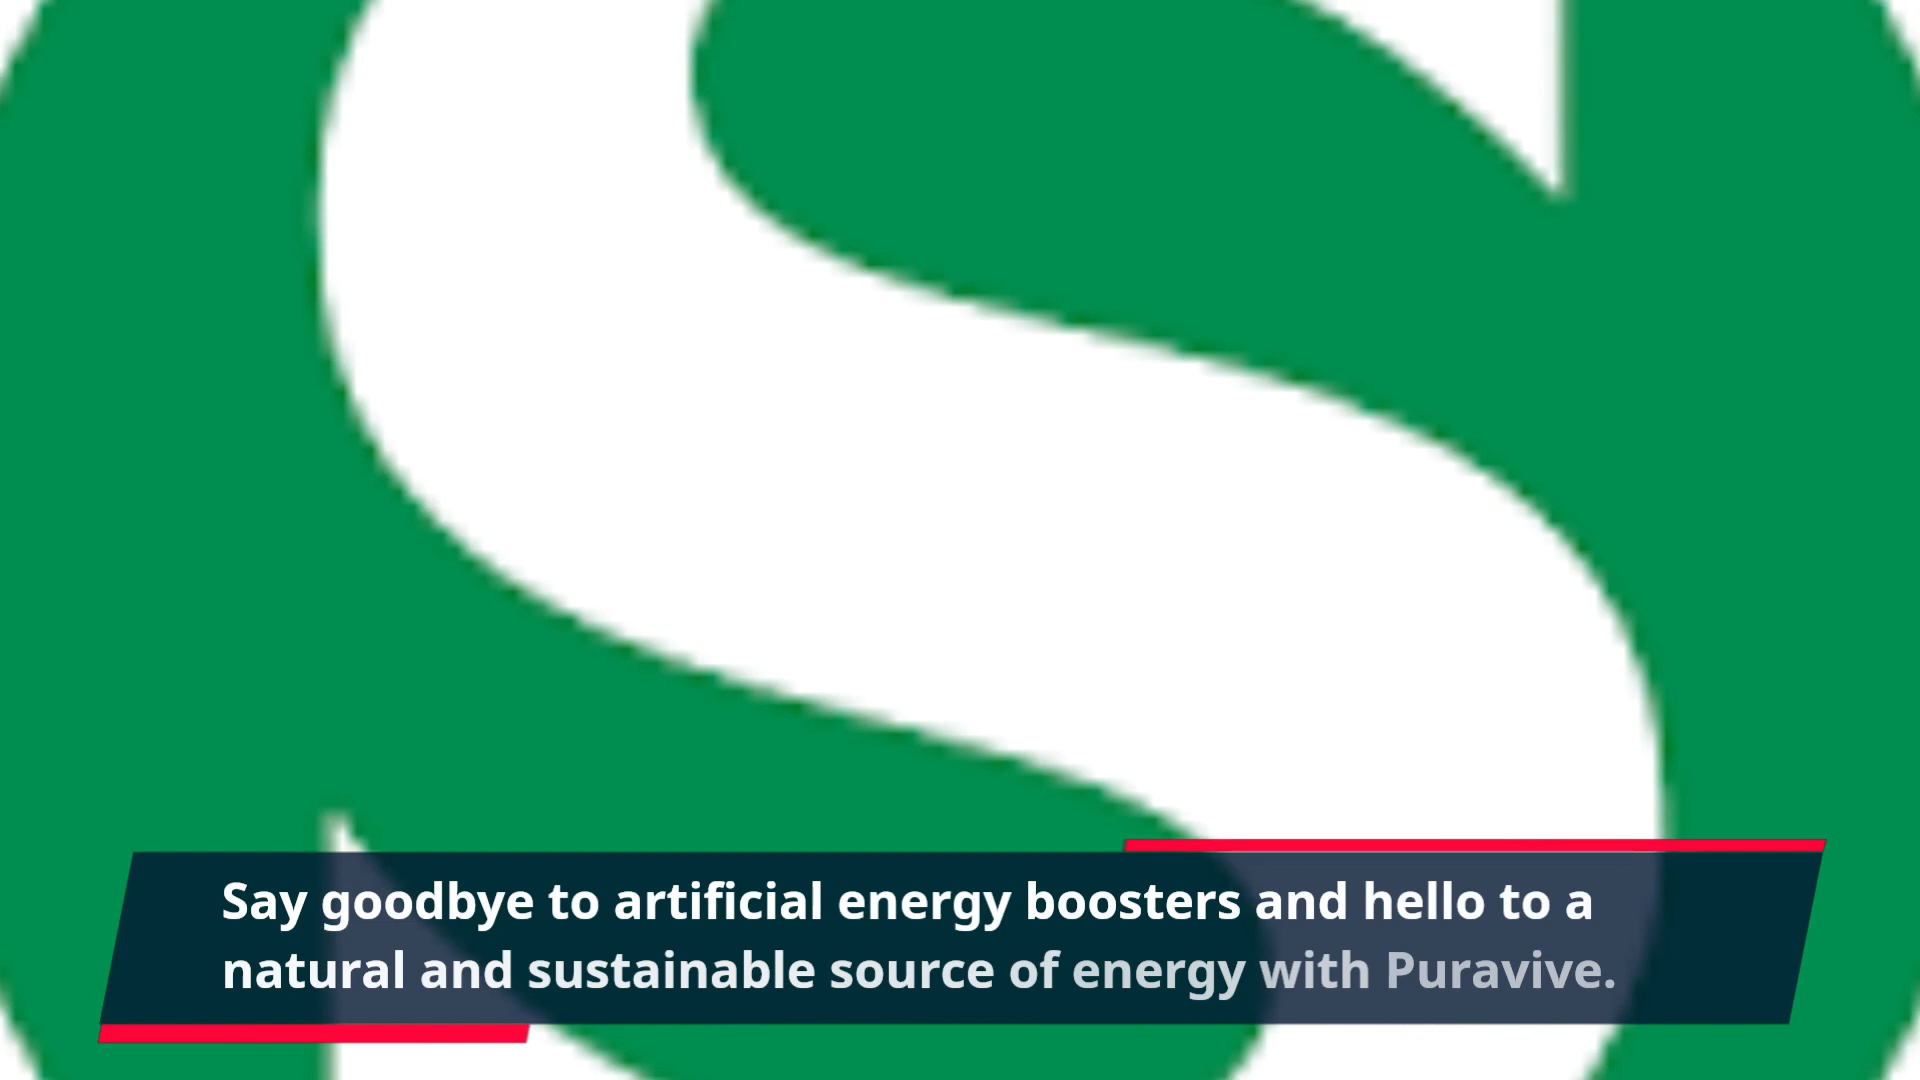 S
Say goodbye to artificial energy boosters and hello to a
natural and sustainable source of energy with Puravive.